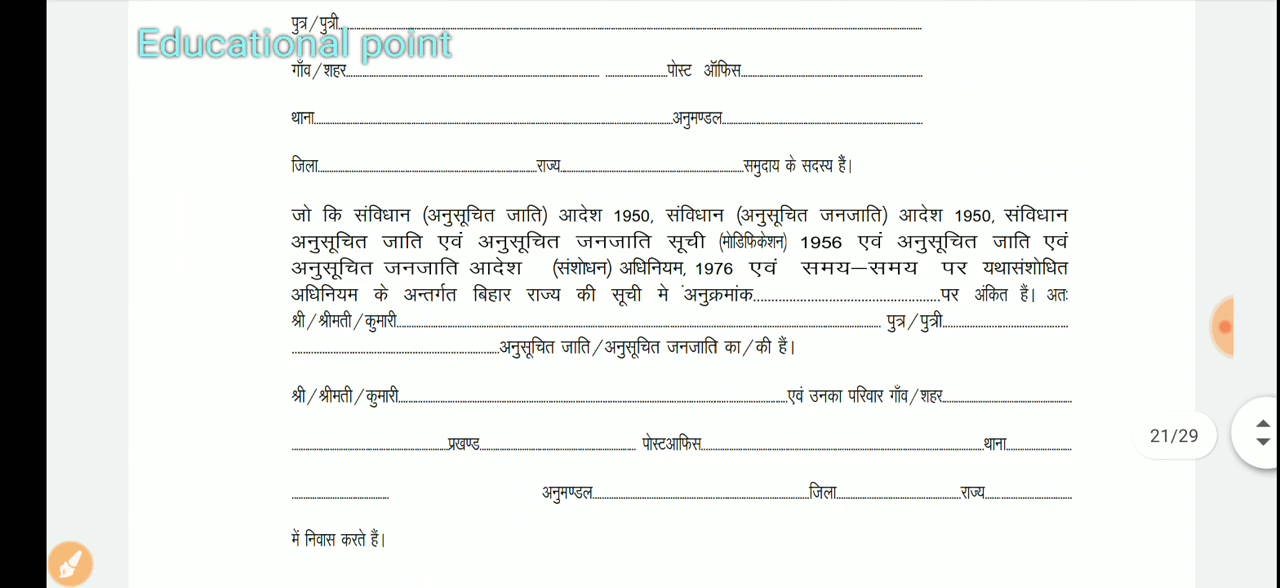 पुत्र/पुत्री
Educational point
गाँव/शहर पोस्ट ऑफिस
थाना अनुमण्डल
जिला राज्य समुदाय के सदस्य हैं।
जो कि संविधान (अनुसूचित जाति) आदेश 1950, संविधान (अनुसूचित जनजाति) आदेश 1950, संविधान
अनुसूचित जाति एवं अनुसूचित जनजाति सूची (मोडिफिकेशन) 1956 एवं अनुसूचित जाति एवं
अनुसूचित जनजाति आदेश (संशोधन) अधिनियम, 1976 एवं समय–समय पर यथासंशोधित
अधिनियम के अन्तर्गत बिहार राज्य की सूची मे अनुक्रमांक पर अंकित हैं। अतः
श्री/श्रीमती/कुमारी पुत्र/पुत्री
अनुसूचित जाति/अनुसूचित जनजाति का/की हैं।
श्री/श्रीमती/कुमारी एवं उनका परिवार गाँव/शहर
प्रखण्ड पोस्टआफिस थाना
21/29
अनुमण्डल जिला राज्य
में निवास करते हैं।